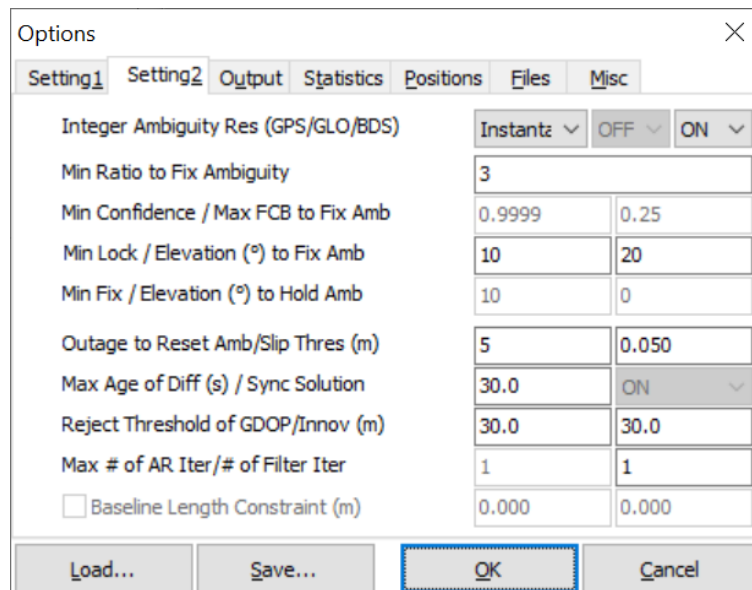 Options
Setting1 Setting2 Output Statistics Positions Files Misc
Integer Ambiguity Res (GPS/GLO/BDS) Instanta OFF ON
Min Ratio to Fix Ambiguity 3
Min Confidence / Max FCB to Fix Amb 0.9999 0.25
Min Lock / Elevation (°) to Fix Amb 10 20
Min Fix / Elevation (°) to Hold Amb 10 0
Outage to Reset Amb/Slip Thres (m) 5 0.050
Max Age of Diff (s) / Sync Solution 30.0 ON
Reject Threshold of GDOP/Innov (m) 30.0 30.0
Max # of AR Iter/# of Filter Iter 1 1
Baseline Length Constraint (m) 0.000 0.000
Load... Save... OK Cancel